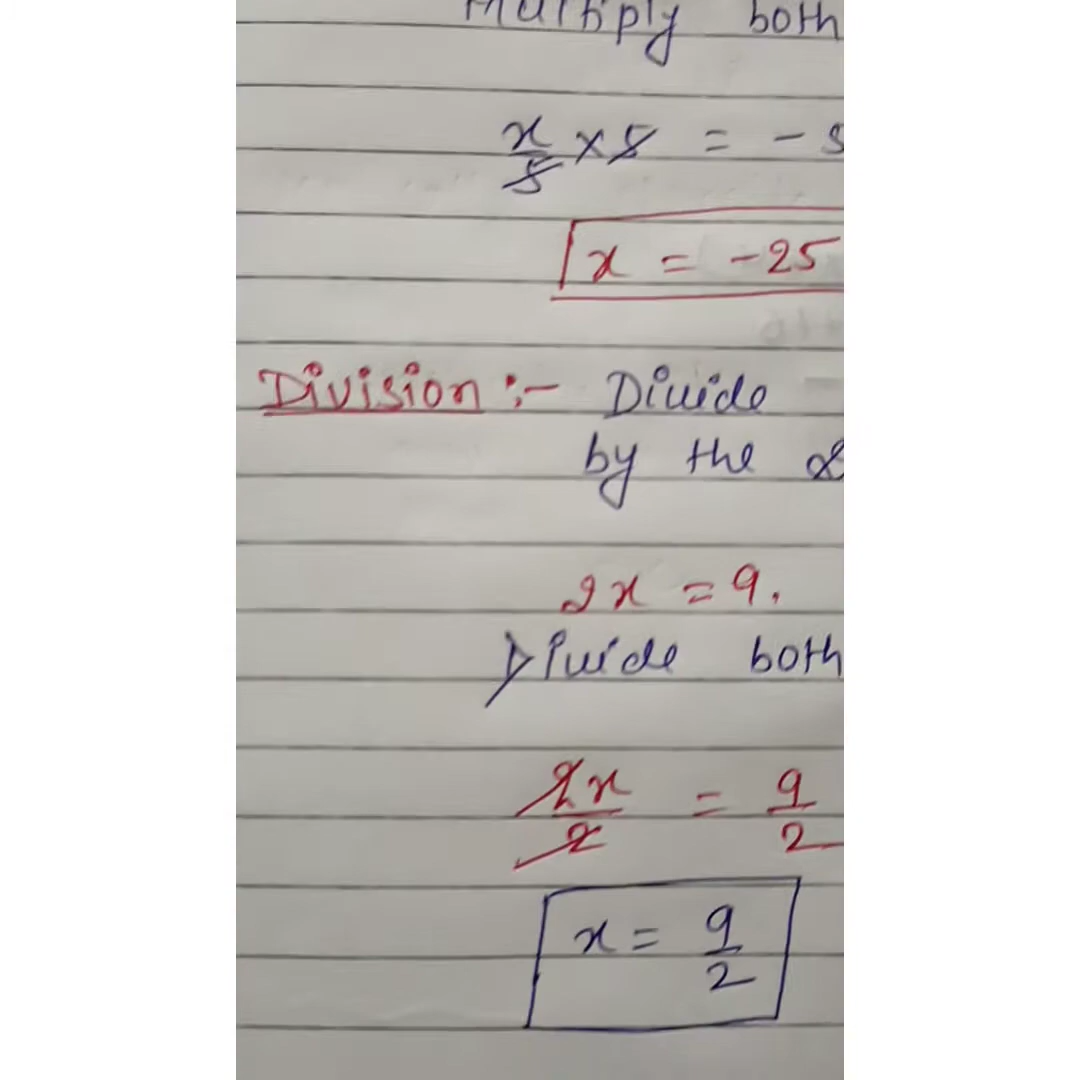 Multiply both
x/5 × 5 = -5
x = -25
Division :- Divide
by the
2x = 9.
Divide both
2x/2 = 9/2
x = 9/2